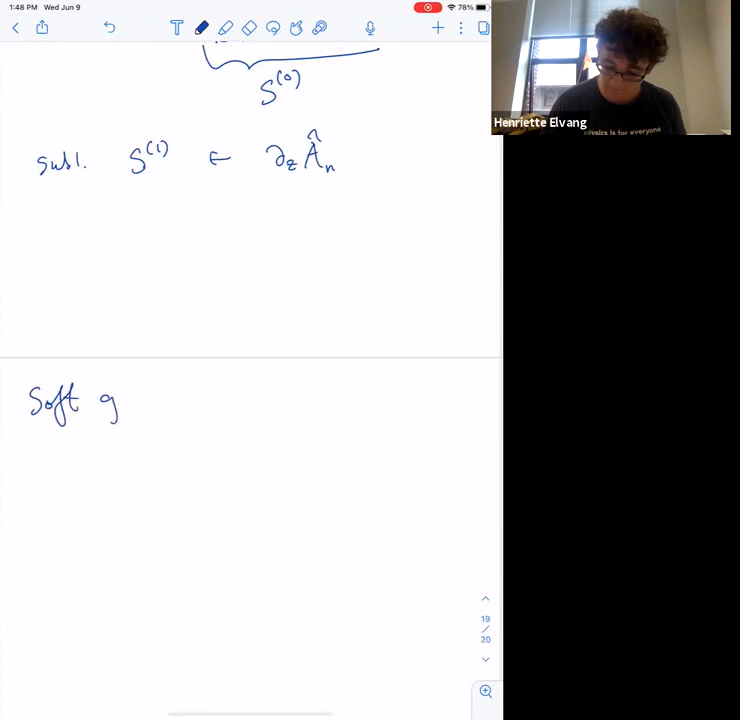 1:48 PM Wed Jun 9
78%
S^(0)
Henriette Elvang
physics is for everyone
subl. S^(1) ← ∂_z Â_n
Soft g
19
/
20